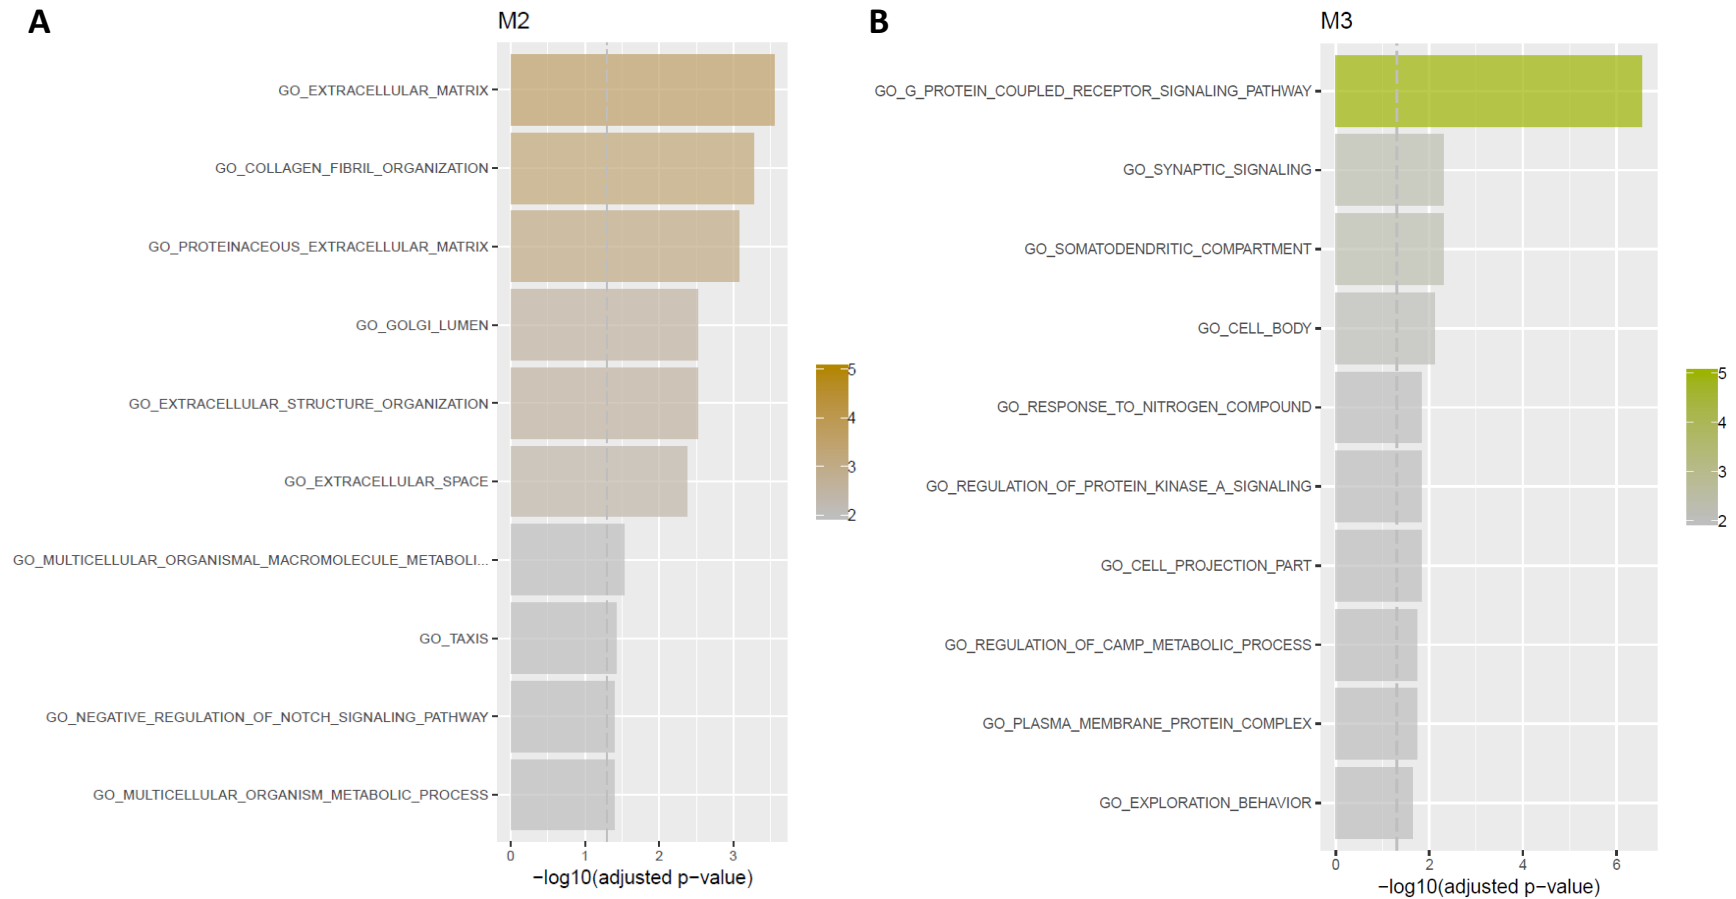 A
M2
GO_EXTRACELLULAR_MATRIX
GO_COLLAGEN_FIBRIL_ORGANIZATION
GO_PROTEINACEOUS_EXTRACELLULAR_MATRIX
GO_GOLGI_LUMEN
GO_EXTRACELLULAR_STRUCTURE_ORGANIZATION
GO_EXTRACELLULAR_SPACE
GO_MULTICELLULAR_ORGANISMAL_MACROMOLECULE_METABOLI...
GO_TAXIS
GO_NEGATIVE_REGULATION_OF_NOTCH_SIGNALING_PATHWAY
GO_MULTICELLULAR_ORGANISM_METABOLIC_PROCESS
0 1 2 3
−log10(adjusted p−value)
5
4
3
2
B
M3
GO_G_PROTEIN_COUPLED_RECEPTOR_SIGNALING_PATHWAY
GO_SYNAPTIC_SIGNALING
GO_SOMATODENDRITIC_COMPARTMENT
GO_CELL_BODY
GO_RESPONSE_TO_NITROGEN_COMPOUND
GO_REGULATION_OF_PROTEIN_KINASE_A_SIGNALING
GO_CELL_PROJECTION_PART
GO_REGULATION_OF_CAMP_METABOLIC_PROCESS
GO_PLASMA_MEMBRANE_PROTEIN_COMPLEX
GO_EXPLORATION_BEHAVIOR
0 2 4 6
−log10(adjusted p−value)
5
4
3
2